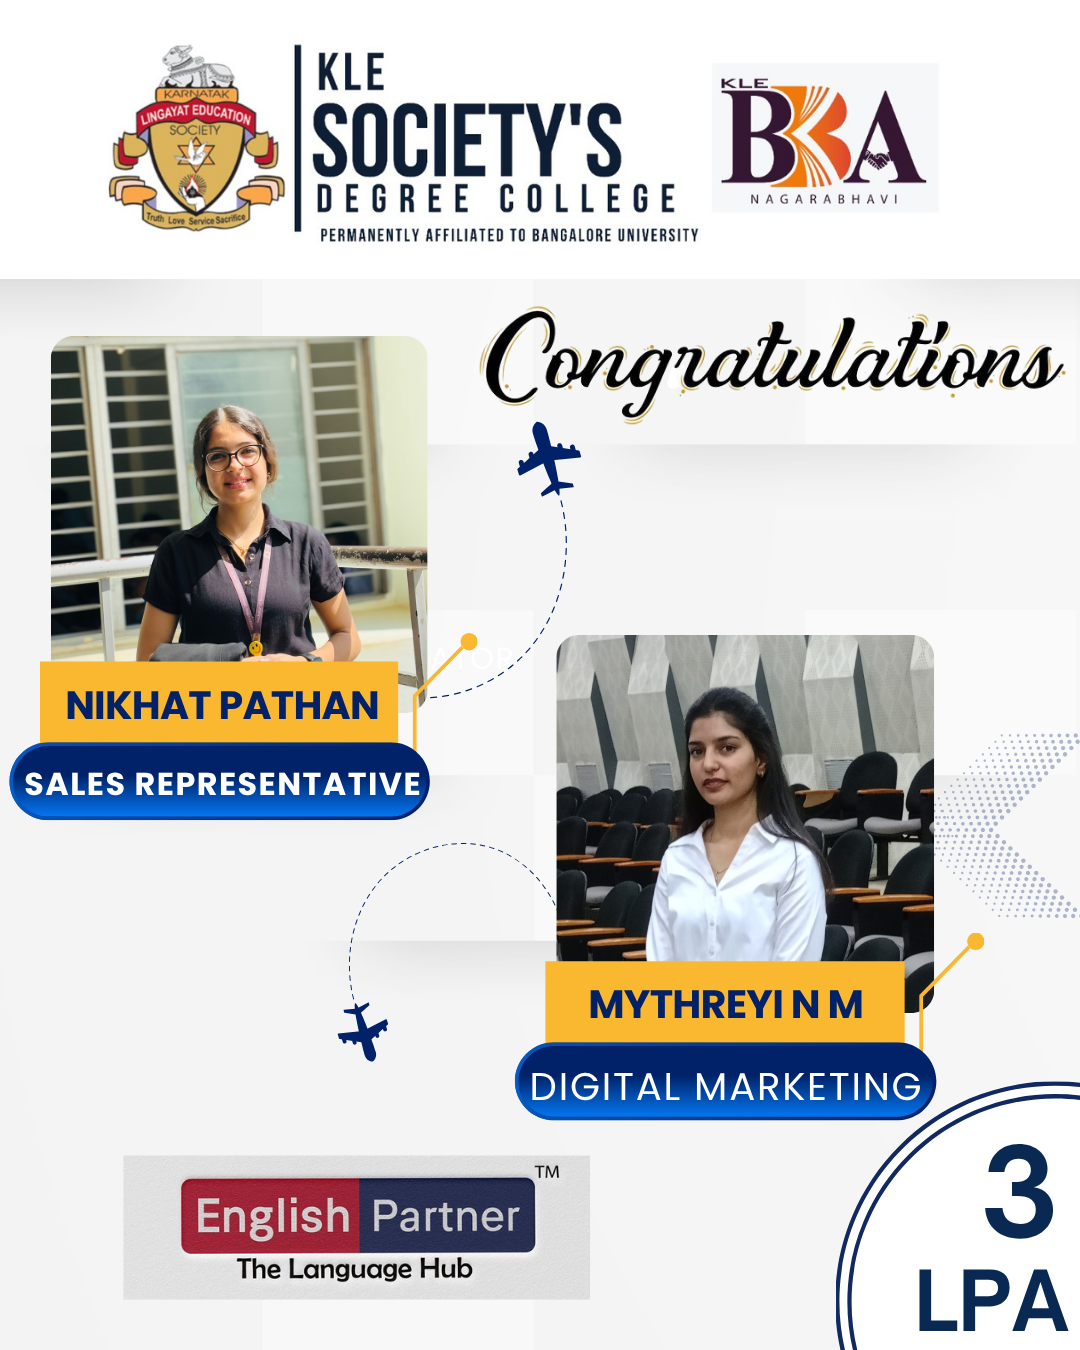 KARNATAK
LINGAYAT EDUCATION
SOCIETY
Truth Love Service Sacrifice
KLE
SOCIETY'S
DEGREE COLLEGE
PERMANENTLY AFFILIATED TO BANGALORE UNIVERSITY
KLE
BBA
NAGARABHAVI
Congratulations
NIKHAT PATHAN
SALES REPRESENTATIVE
MYTHREYI N M
DIGITAL MARKETING
English Partner TM
The Language Hub
3
LPA